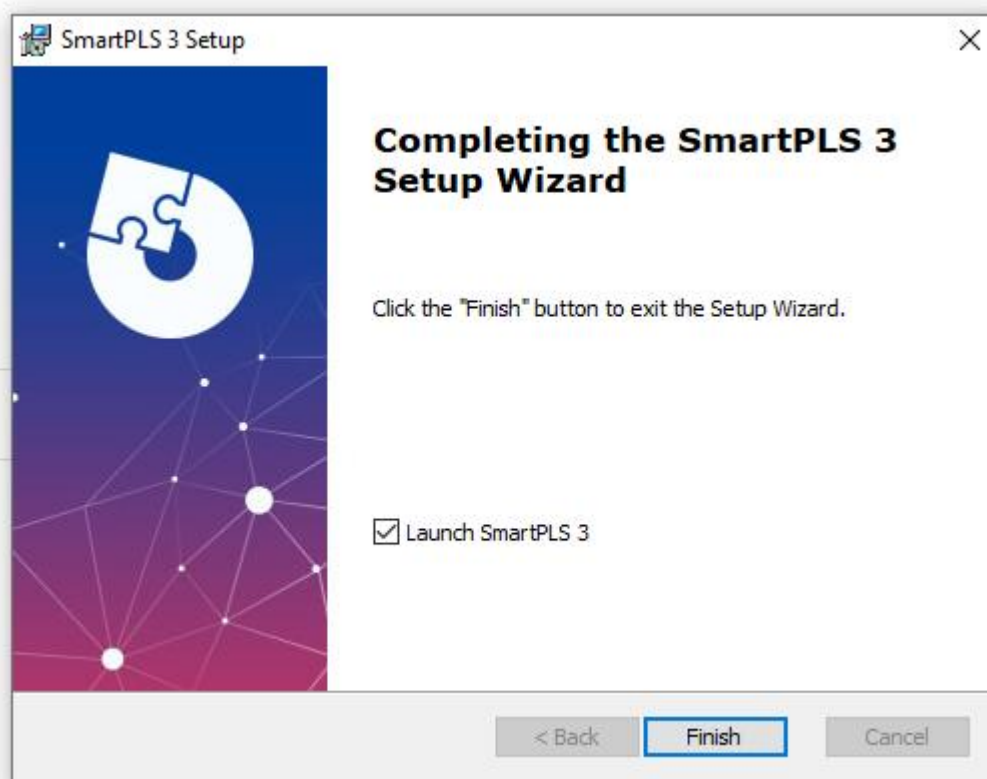 SmartPLS 3 Setup
Completing the SmartPLS 3
Setup Wizard
Click the "Finish" button to exit the Setup Wizard.
Launch SmartPLS 3
< Back Finish Cancel